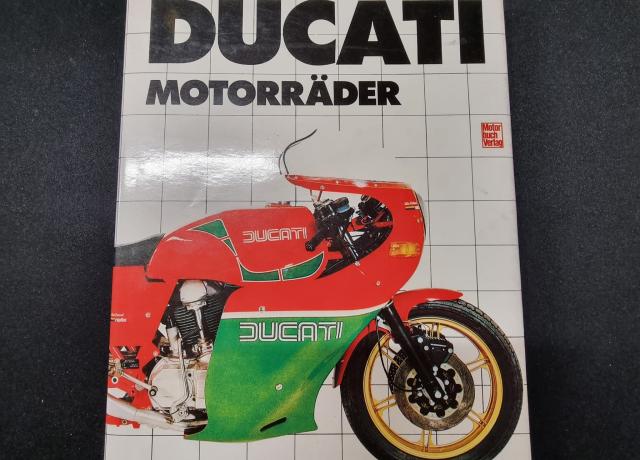 DUCATI
MOTORRÄDER
Motor
buch
Verlag
DUCATI
DUCATI